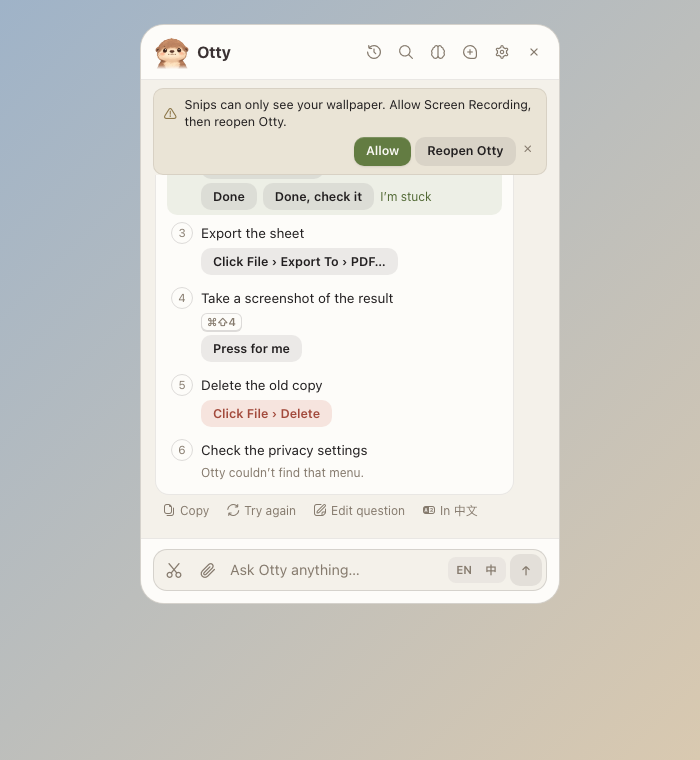 Otty
Snips can only see your wallpaper. Allow Screen Recording,
then reopen Otty.
Allow
Reopen Otty
Done
Done, check it
I’m stuck
3
Export the sheet
Click File › Export To › PDF…
4
Take a screenshot of the result
⌘⇧4
Press for me
5
Delete the old copy
Click File › Delete
6
Check the privacy settings
Otty couldn’t find that menu.
Copy
Try again
Edit question
In 中文
Ask Otty anything…
EN
中